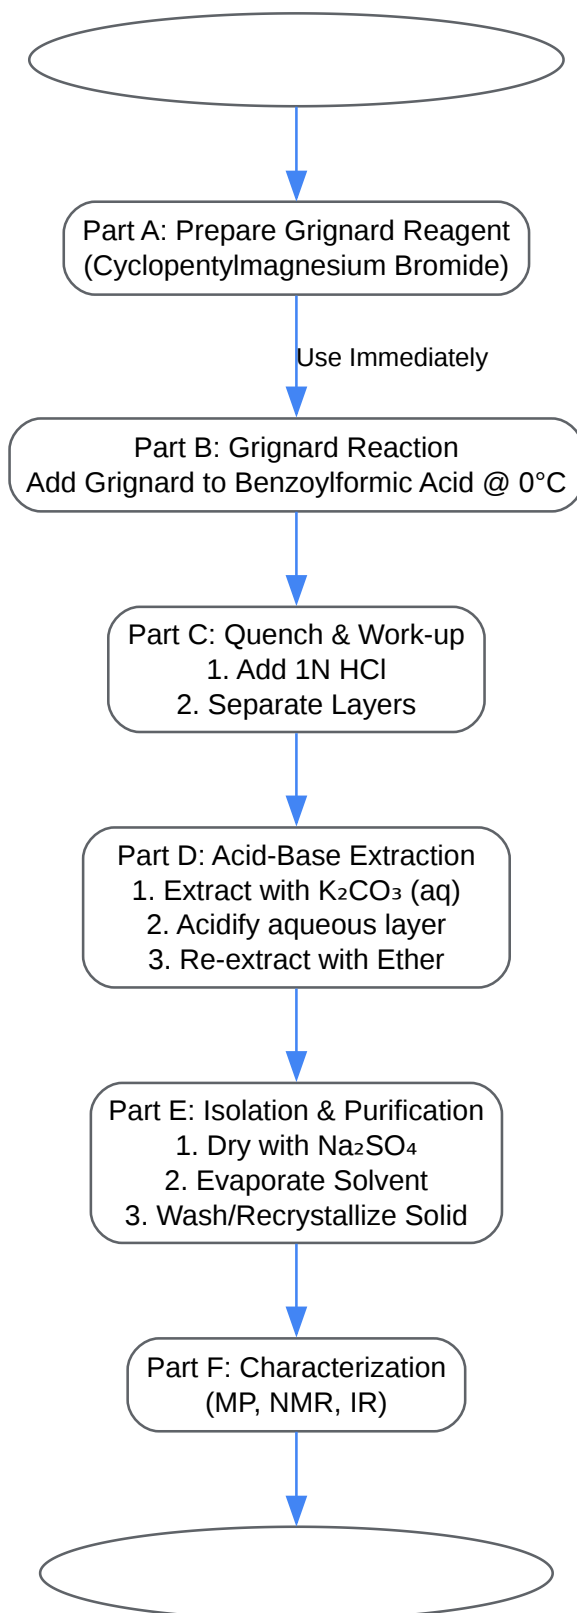 Part A: Prepare Grignard Reagent
(Cyclopentylmagnesium Bromide)
Use Immediately
Part B: Grignard Reaction
Add Grignard to Benzoylformic Acid @ 0°C
Part C: Quench & Work-up
1. Add 1N HCl
2. Separate Layers
Part D: Acid-Base Extraction
1. Extract with K₂CO₃ (aq)
2. Acidify aqueous layer
3. Re-extract with Ether
Part E: Isolation & Purification
1. Dry with Na₂SO₄
2. Evaporate Solvent
3. Wash/Recrystallize Solid
Part F: Characterization
(MP, NMR, IR)